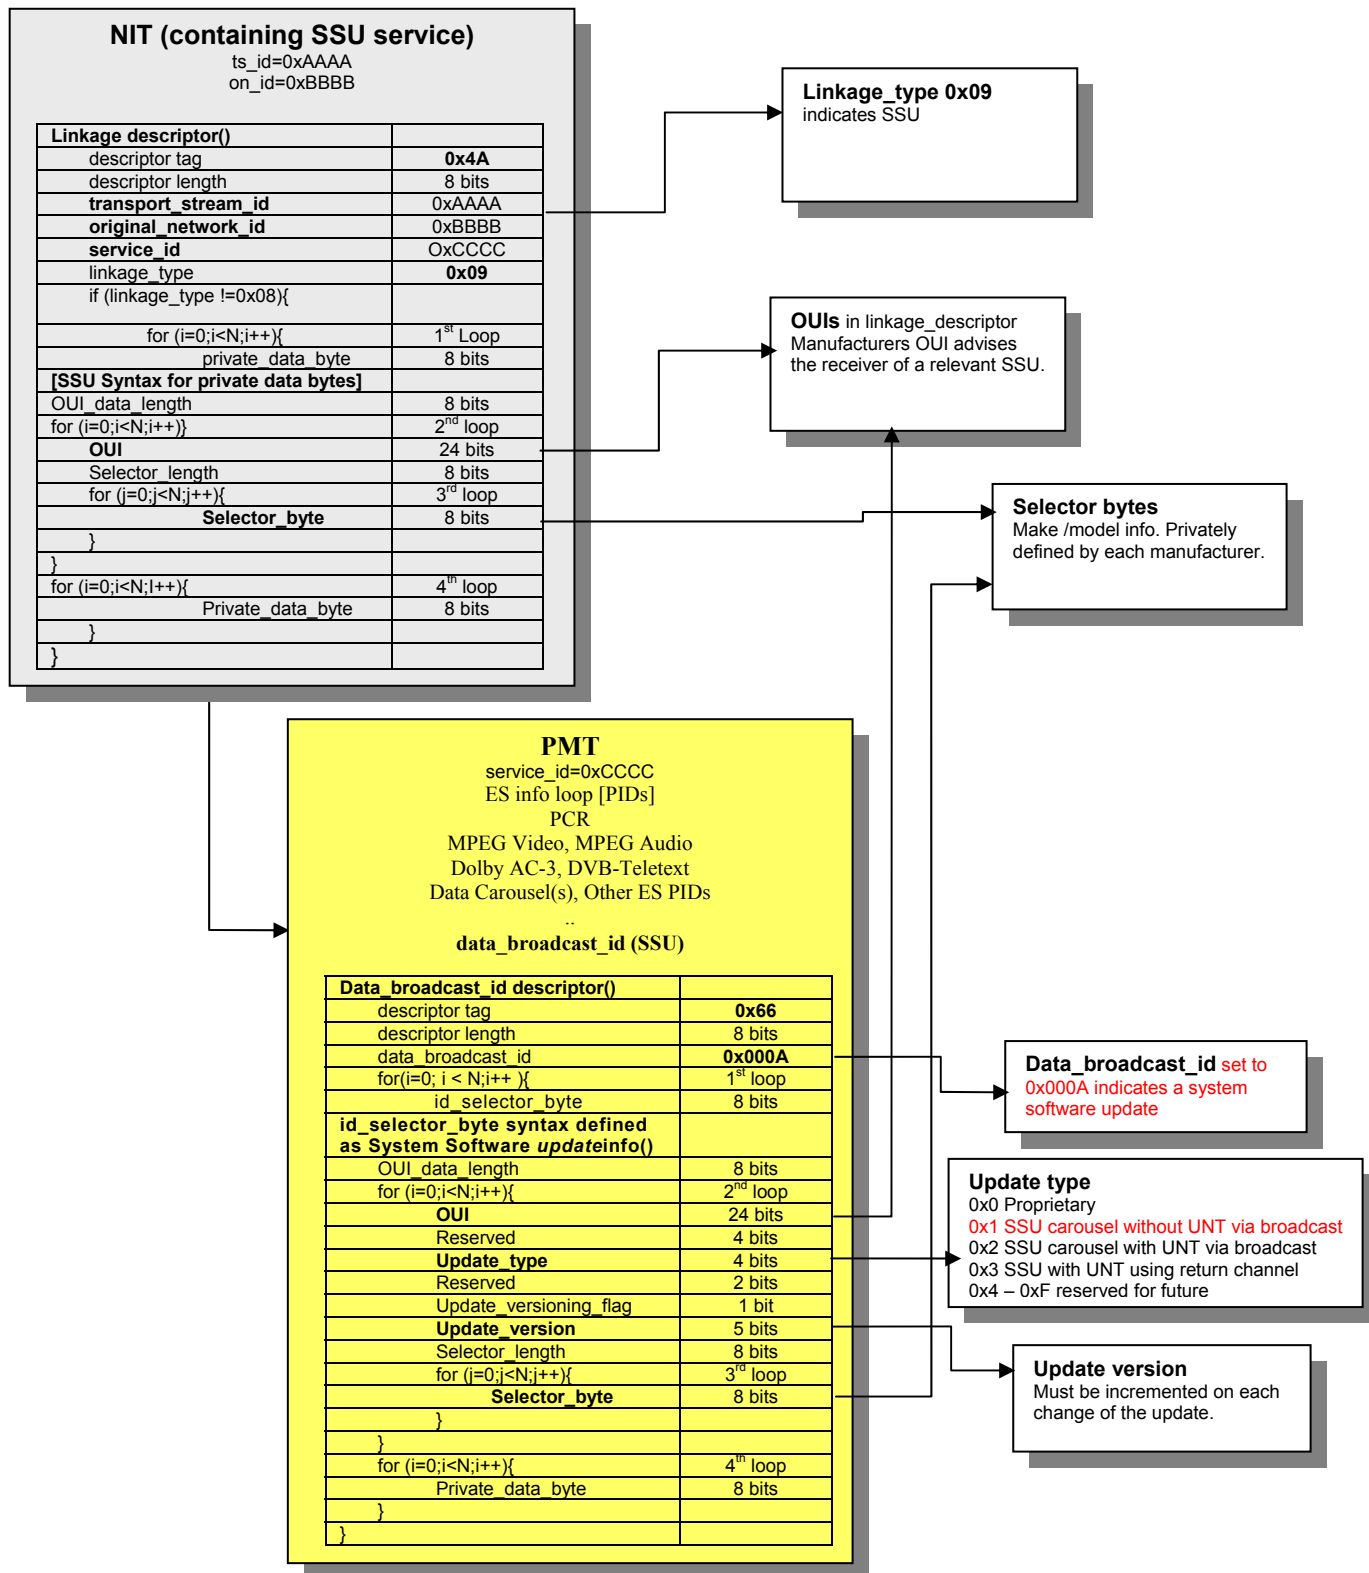 NIT (containing SSU service)
ts_id=0xAAAA
on_id=0xBBBB
Linkage descriptor()
descriptor tag 0x4A
descriptor length 8 bits
transport_stream_id 0xAAAA
original_network_id 0xBBBB
service_id OxCCCC
linkage_type 0x09
if (linkage_type !=0x08){
for (i=0;i<N;i++){ 1st Loop
private_data_byte 8 bits
[SSU Syntax for private data bytes]
OUI_data_length 8 bits
for (i=0;i<N;i++)} 2nd loop
OUI 24 bits
Selector_length 8 bits
for (j=0;j<N;j++){ 3rd loop
Selector_byte 8 bits
}
}
for (i=0;i<N;I++){ 4th loop
Private_data_byte 8 bits
}
}
Linkage_type 0x09
indicates SSU
OUIs in linkage_descriptor
Manufacturers OUI advises
the receiver of a relevant SSU.
Selector bytes
Make /model info. Privately
defined by each manufacturer.
PMT
service_id=0xCCCC
ES info loop [PIDs]
PCR
MPEG Video, MPEG Audio
Dolby AC-3, DVB-Teletext
Data Carousel(s), Other ES PIDs
..
data_broadcast_id (SSU)
Data_broadcast_id descriptor()
descriptor tag 0x66
descriptor length 8 bits
data_broadcast_id 0x000A
for(i=0; i < N;i++ ){ 1st loop
id_selector_byte 8 bits
id_selector_byte syntax defined
as System Software updateinfo()
OUI_data_length 8 bits
for (i=0;i<N;i++){ 2nd loop
OUI 24 bits
Reserved 4 bits
Update_type 4 bits
Reserved 2 bits
Update_versioning_flag 1 bit
Update_version 5 bits
Selector_length 8 bits
for (j=0;j<N;j++){ 3rd loop
Selector_byte 8 bits
}
}
for (i=0;i<N;i++){ 4th loop
Private_data_byte 8 bits
}
}
Data_broadcast_id set to
0x000A indicates a system
software update
Update type
0x0 Proprietary
0x1 SSU carousel without UNT via broadcast
0x2 SSU carousel with UNT via broadcast
0x3 SSU with UNT using return channel
0x4 – 0xF reserved for future
Update version
Must be incremented on each
change of the update.